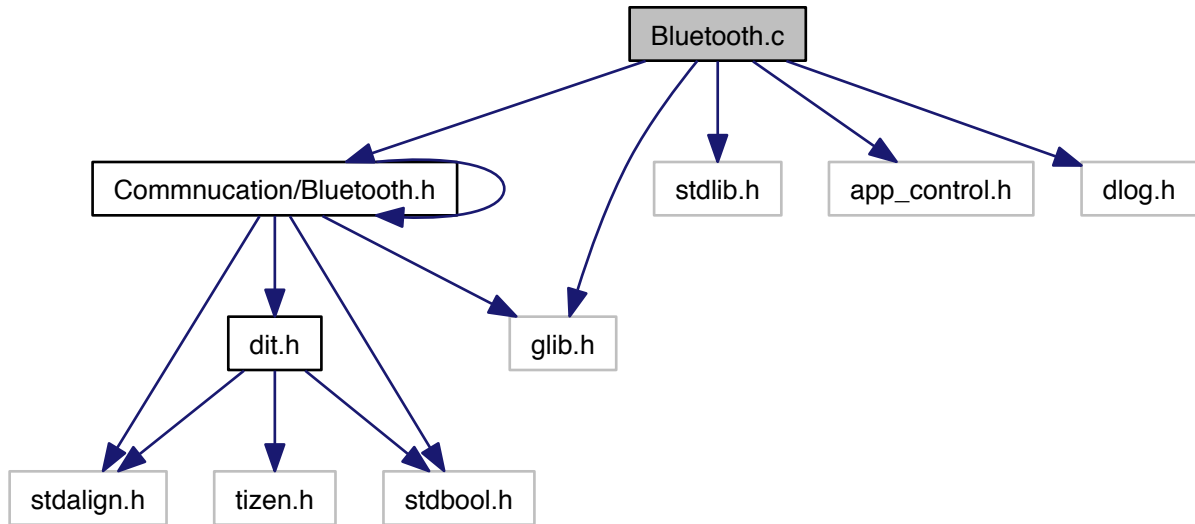 Bluetooth.c
Commnucation/Bluetooth.h
stdlib.h
app_control.h
dlog.h
dit.h
glib.h
stdalign.h
tizen.h
stdbool.h